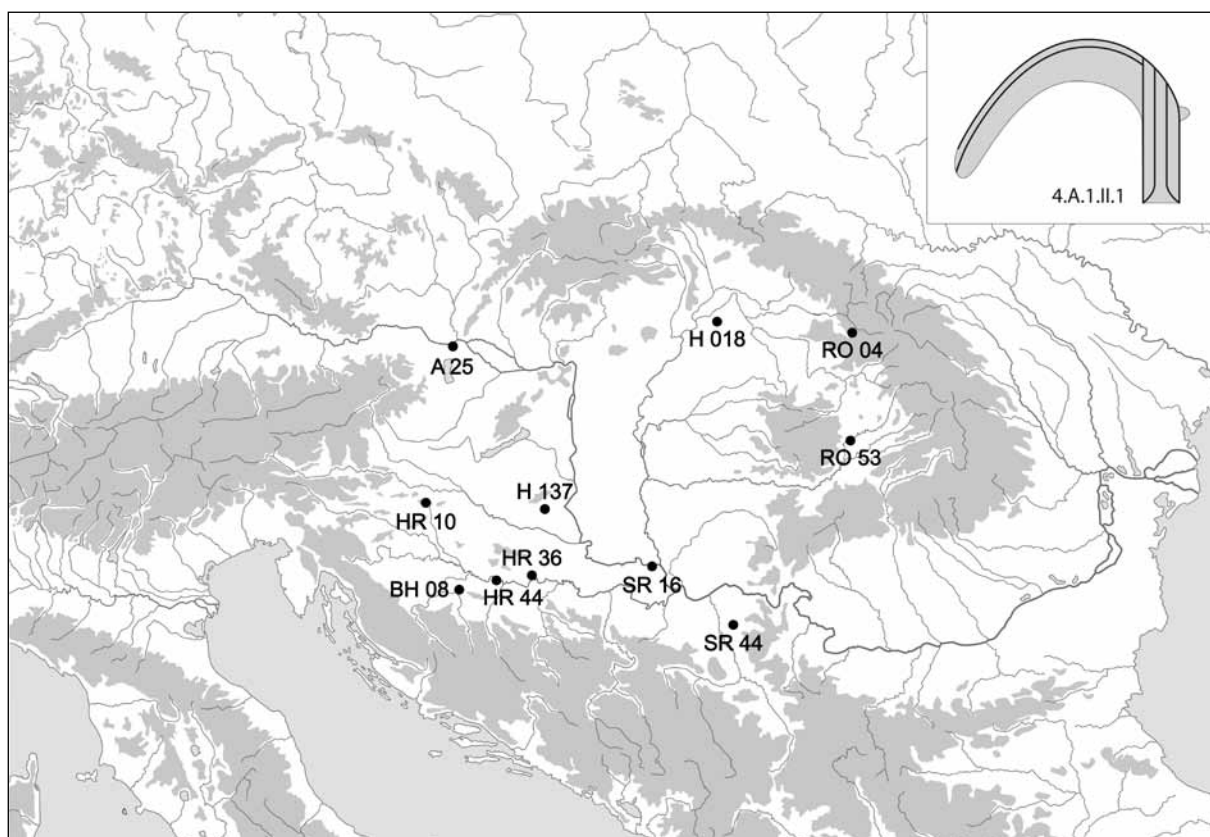 4.A.1.II.1
H 018
RO 04
A 25
RO 53
H 137
HR 10
HR 36
SR 16
BH 08
HR 44
SR 44